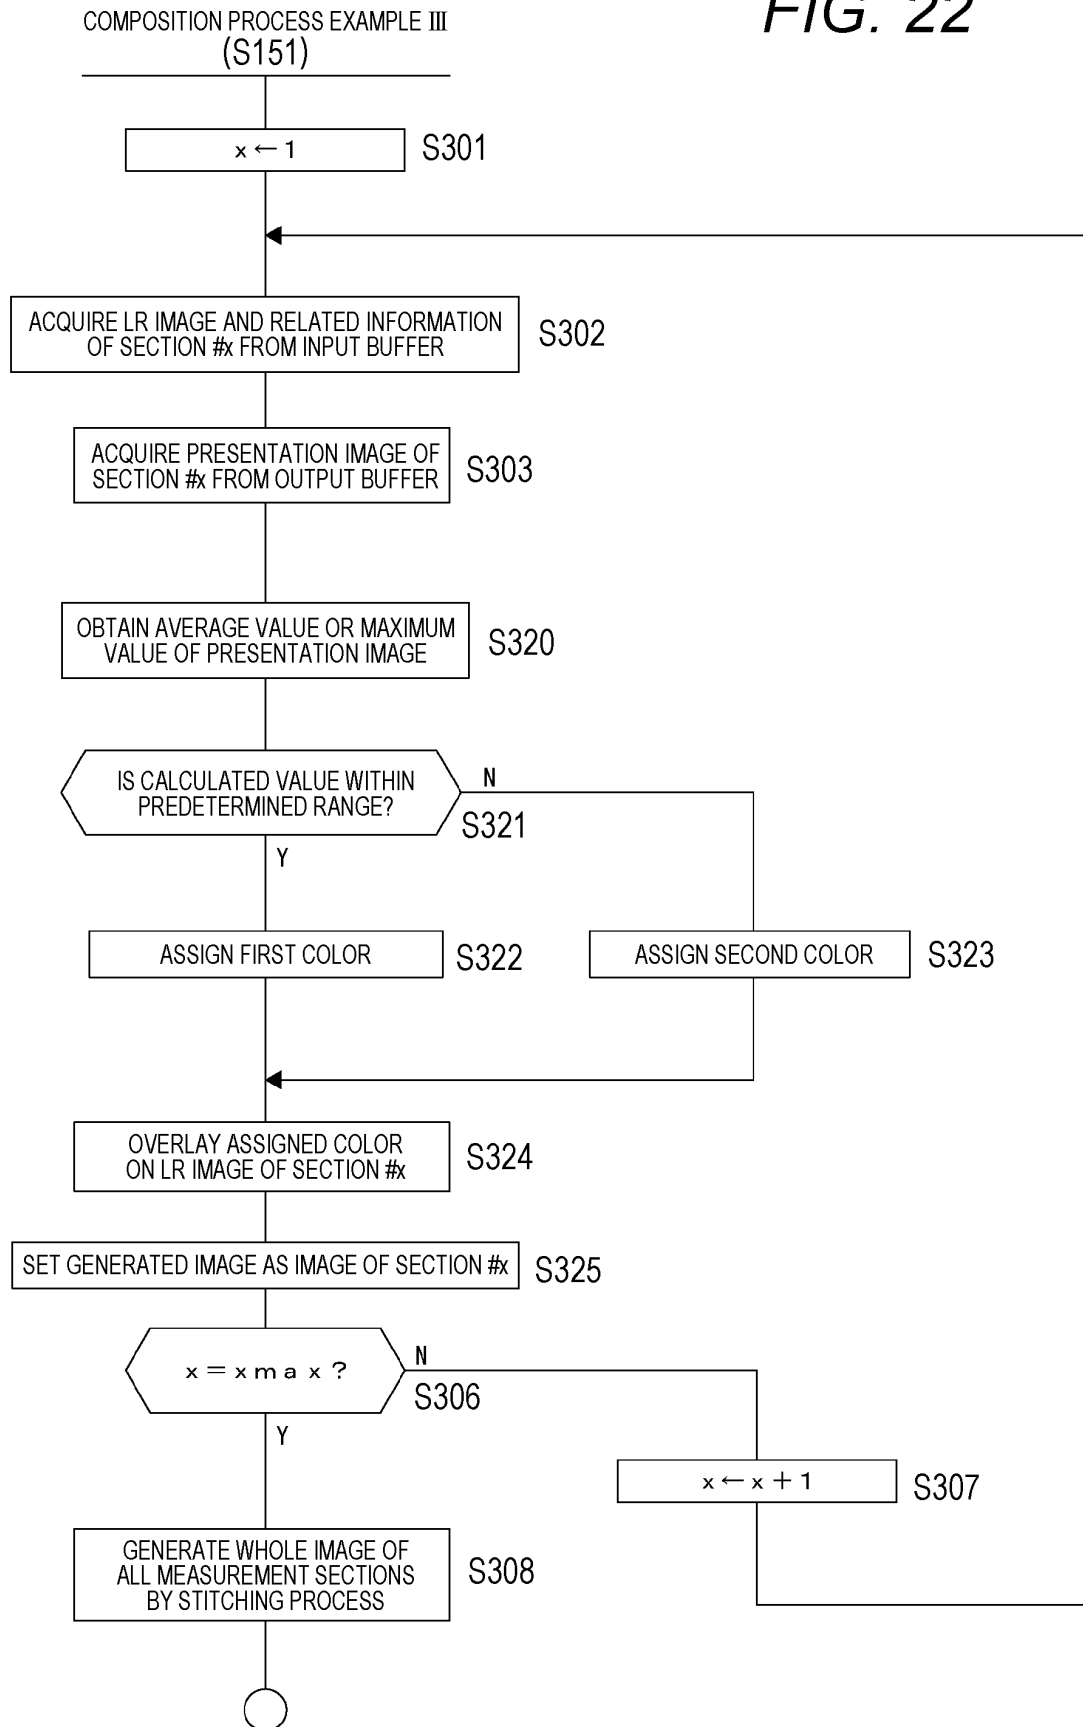 FIG. 22
COMPOSITION PROCESS EXAMPLE III
(S151)
x ← 1
S301
ACQUIRE LR IMAGE AND RELATED INFORMATION
OF SECTION #x FROM INPUT BUFFER
S302
ACQUIRE PRESENTATION IMAGE OF
SECTION #x FROM OUTPUT BUFFER
S303
OBTAIN AVERAGE VALUE OR MAXIMUM
VALUE OF PRESENTATION IMAGE
S320
IS CALCULATED VALUE WITHIN
PREDETERMINED RANGE?
N
S321
Y
ASSIGN FIRST COLOR
S322
ASSIGN SECOND COLOR
S323
OVERLAY ASSIGNED COLOR
ON LR IMAGE OF SECTION #x
S324
SET GENERATED IMAGE AS IMAGE OF SECTION #x
S325
x = x m a x ?
N
S306
Y
x ← x + 1
S307
GENERATE WHOLE IMAGE OF
ALL MEASUREMENT SECTIONS
BY STITCHING PROCESS
S308